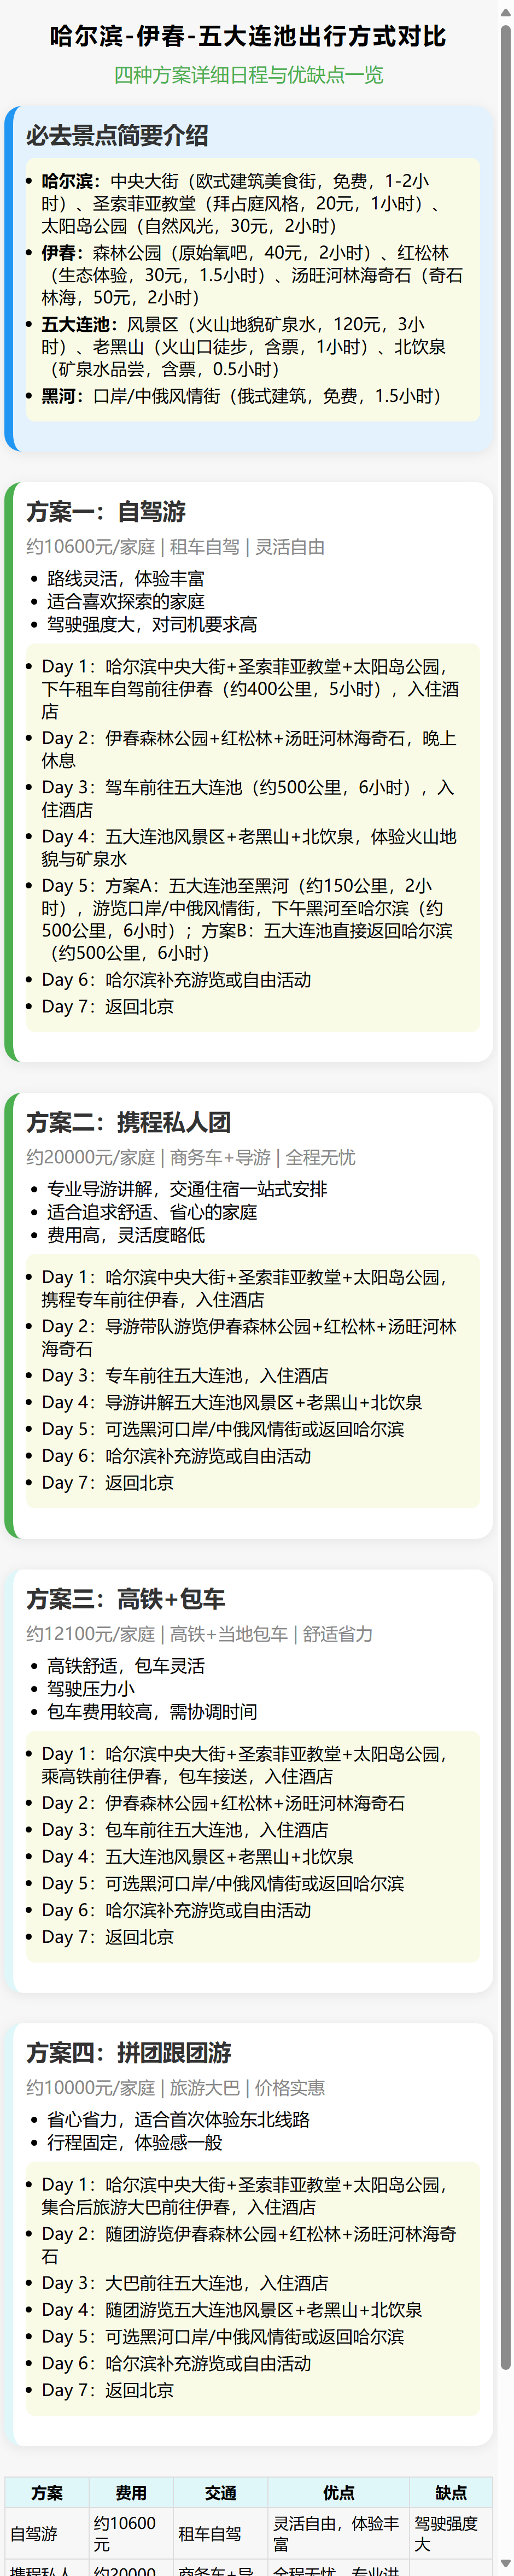 哈尔滨-伊春-五大连池出行方式对比
四种方案详细日程与优缺点一览
必去景点简要介绍
哈尔滨：中央大街（欧式建筑美食街，免费，1-2小
时）、圣索菲亚教堂（拜占庭风格，20元，1小时）、
太阳岛公园（自然风光，30元，2小时）
伊春：森林公园（原始氧吧，40元，2小时）、红松林
（生态体验，30元，1.5小时）、汤旺河林海奇石（奇石
林海，50元，2小时）
五大连池：风景区（火山地貌矿泉水，120元，3小
时）、老黑山（火山口徒步，含票，1小时）、北饮泉
（矿泉水品尝，含票，0.5小时）
黑河：口岸/中俄风情街（俄式建筑，免费，1.5小时）
方案一：自驾游
约10600元/家庭 | 租车自驾 | 灵活自由
路线灵活，体验丰富
适合喜欢探索的家庭
驾驶强度大，对司机要求高
Day 1：哈尔滨中央大街+圣索菲亚教堂+太阳岛公园，
下午租车自驾前往伊春（约400公里，5小时），入住酒
店
Day 2：伊春森林公园+红松林+汤旺河林海奇石，晚上
休息
Day 3：驾车前往五大连池（约500公里，6小时），入
住酒店
Day 4：五大连池风景区+老黑山+北饮泉，体验火山地
貌与矿泉水
Day 5：方案A：五大连池至黑河（约150公里，2小
时），游览口岸/中俄风情街，下午黑河至哈尔滨（约
500公里，6小时）；方案B：五大连池直接返回哈尔滨
（约500公里，6小时）
Day 6：哈尔滨补充游览或自由活动
Day 7：返回北京
方案二：携程私人团
约20000元/家庭 | 商务车+导游 | 全程无忧
专业导游讲解，交通住宿一站式安排
适合追求舒适、省心的家庭
费用高，灵活度略低
Day 1：哈尔滨中央大街+圣索菲亚教堂+太阳岛公园，
携程专车前往伊春，入住酒店
Day 2：导游带队游览伊春森林公园+红松林+汤旺河林
海奇石
Day 3：专车前往五大连池，入住酒店
Day 4：导游讲解五大连池风景区+老黑山+北饮泉
Day 5：可选黑河口岸/中俄风情街或返回哈尔滨
Day 6：哈尔滨补充游览或自由活动
Day 7：返回北京
方案三：高铁+包车
约12100元/家庭 | 高铁+当地包车 | 舒适省力
高铁舒适，包车灵活
驾驶压力小
包车费用较高，需协调时间
Day 1：哈尔滨中央大街+圣索菲亚教堂+太阳岛公园，
乘高铁前往伊春，包车接送，入住酒店
Day 2：伊春森林公园+红松林+汤旺河林海奇石
Day 3：包车前往五大连池，入住酒店
Day 4：五大连池风景区+老黑山+北饮泉
Day 5：可选黑河口岸/中俄风情街或返回哈尔滨
Day 6：哈尔滨补充游览或自由活动
Day 7：返回北京
方案四：拼团跟团游
约10000元/家庭 | 旅游大巴 | 价格实惠
省心省力，适合首次体验东北线路
行程固定，体验感一般
Day 1：哈尔滨中央大街+圣索菲亚教堂+太阳岛公园，
集合后旅游大巴前往伊春，入住酒店
Day 2：随团游览伊春森林公园+红松林+汤旺河林海奇
石
Day 3：大巴前往五大连池，入住酒店
Day 4：随团游览五大连池风景区+老黑山+北饮泉
Day 5：可选黑河口岸/中俄风情街或返回哈尔滨
Day 6：哈尔滨补充游览或自由活动
Day 7：返回北京
方案 费用 交通 优点 缺点
自驾游 约10600元 租车自驾 灵活自由，体验丰富 驾驶强度大
携程私人 约20000 商务车+导 全程无忧，专业讲